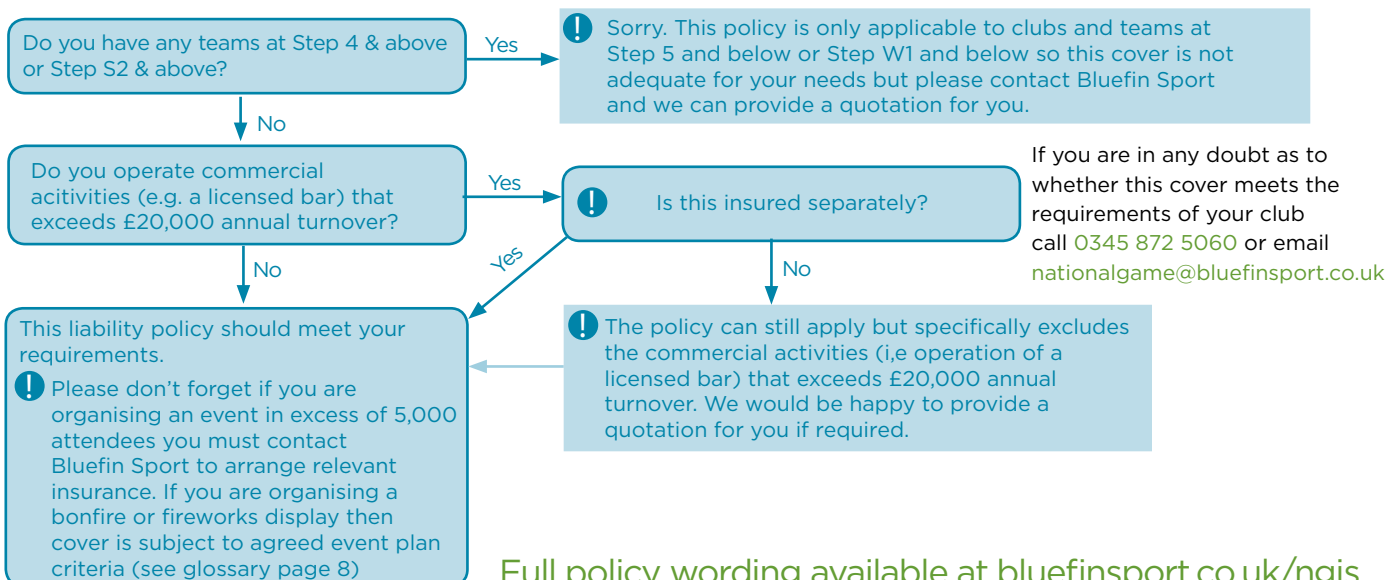 Do you have any teams at Step 4 & above
or Step S2 & above?
Yes
Sorry. This policy is only applicable to clubs and teams at
Step 5 and below or Step W1 and below so this cover is not
adequate for your needs but please contact Bluefin Sport
and we can provide a quotation for you.
No
Do you operate commercial
acitivities (e.g. a licensed bar) that
exceeds £20,000 annual turnover?
Yes
Is this insured separately?
If you are in any doubt as to
whether this cover meets the
requirements of your club
call 0345 872 5060 or email
nationalgame@bluefinsport.co.uk
No
Yes
No
This liability policy should meet your
requirements.
Please don't forget if you are
organising an event in excess of 5,000
attendees you must contact
Bluefin Sport to arrange relevant
insurance. If you are organising a
bonfire or fireworks display then
cover is subject to agreed event plan
criteria (see glossary page 8)
The policy can still apply but specifically excludes
the commercial activities (i,e operation of a
licensed bar) that exceeds £20,000 annual
turnover. We would be happy to provide a
quotation for you if required.
Full policy wording available at bluefinsport.co.uk/ngis